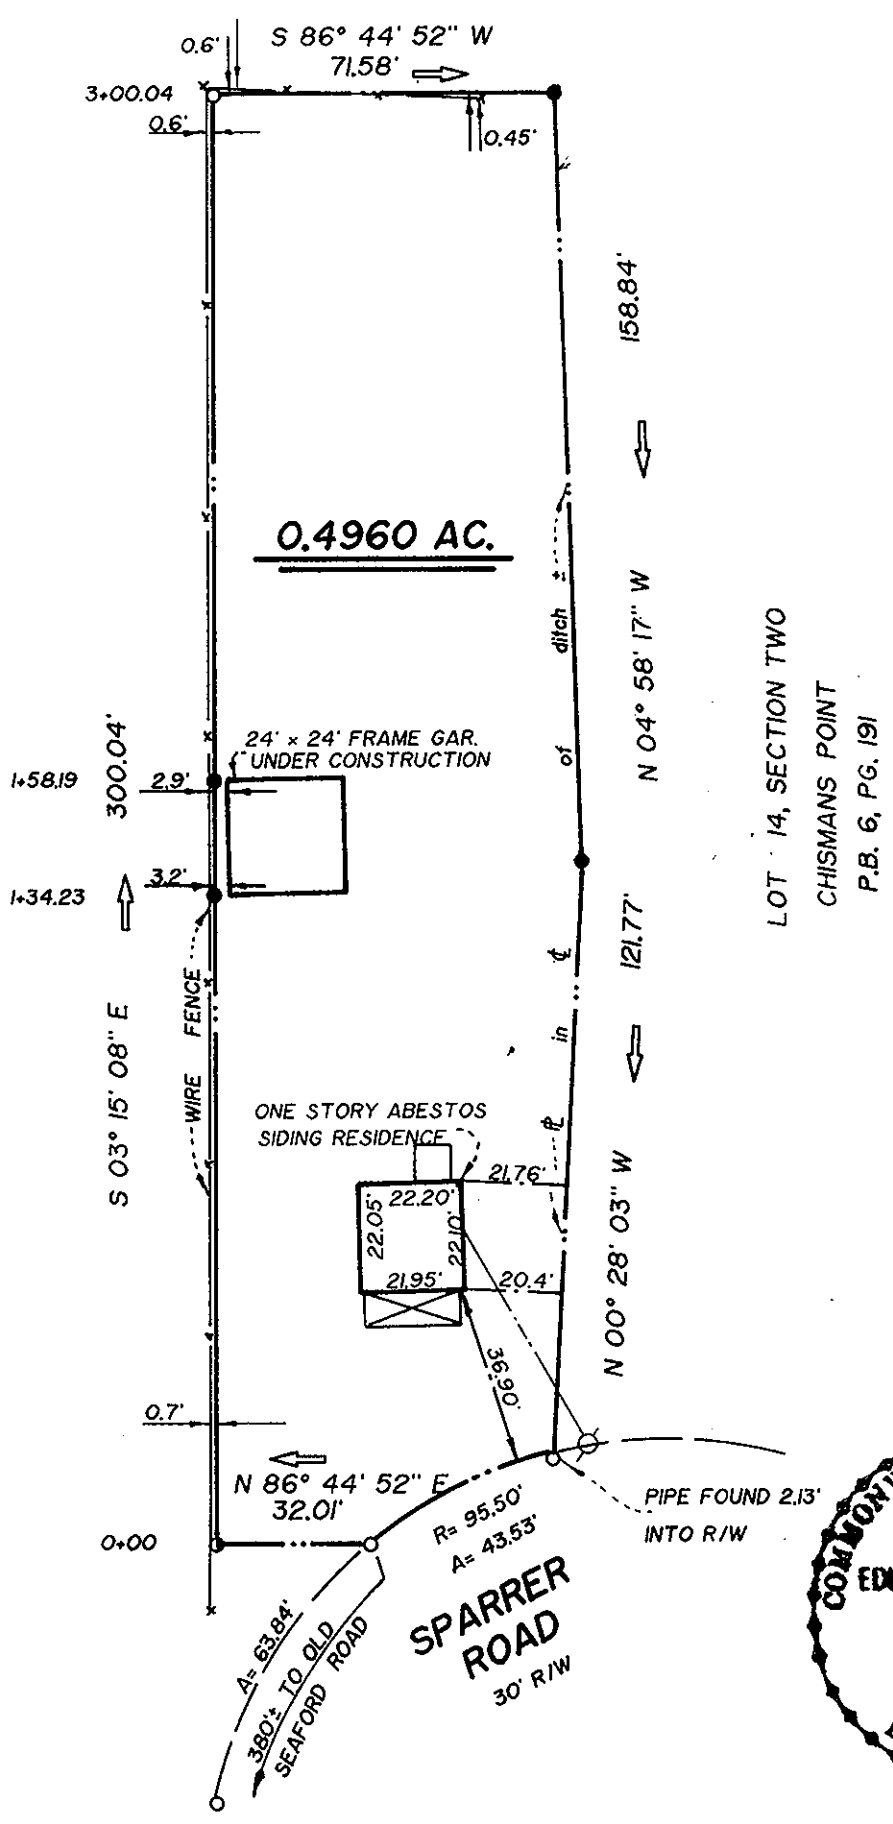 S 86° 44' 52" W
71.58'
0.6'
3+00.04
0.6'
0.45'
158.84'
0.4960 AC.
N 04° 58' 17" W
℄ of ditch ±
LOT 14, SECTION TWO
CHISMANS POINT
P.B. 6, PG. 191
24' x 24' FRAME GAR.
UNDER CONSTRUCTION
300.04'
1+58.19
2.9'
3.2'
1+34.23
S 03° 15' 08" E
WIRE FENCE
121.77'
℄
in
ONE STORY ABESTOS
SIDING RESIDENCE
21.76'
22.20'
22.05'
22.10'
21.95'
20.4'
N 00° 28' 03" W
36.90'
0.7'
N 86° 44' 52" E
32.01'
0+00
R= 95.50'
A= 43.53'
PIPE FOUND 2.13'
INTO R/W
SPARRER
ROAD
30' R/W
A= 63.84'
380'± TO OLD
SEAFORD ROAD
COMMON